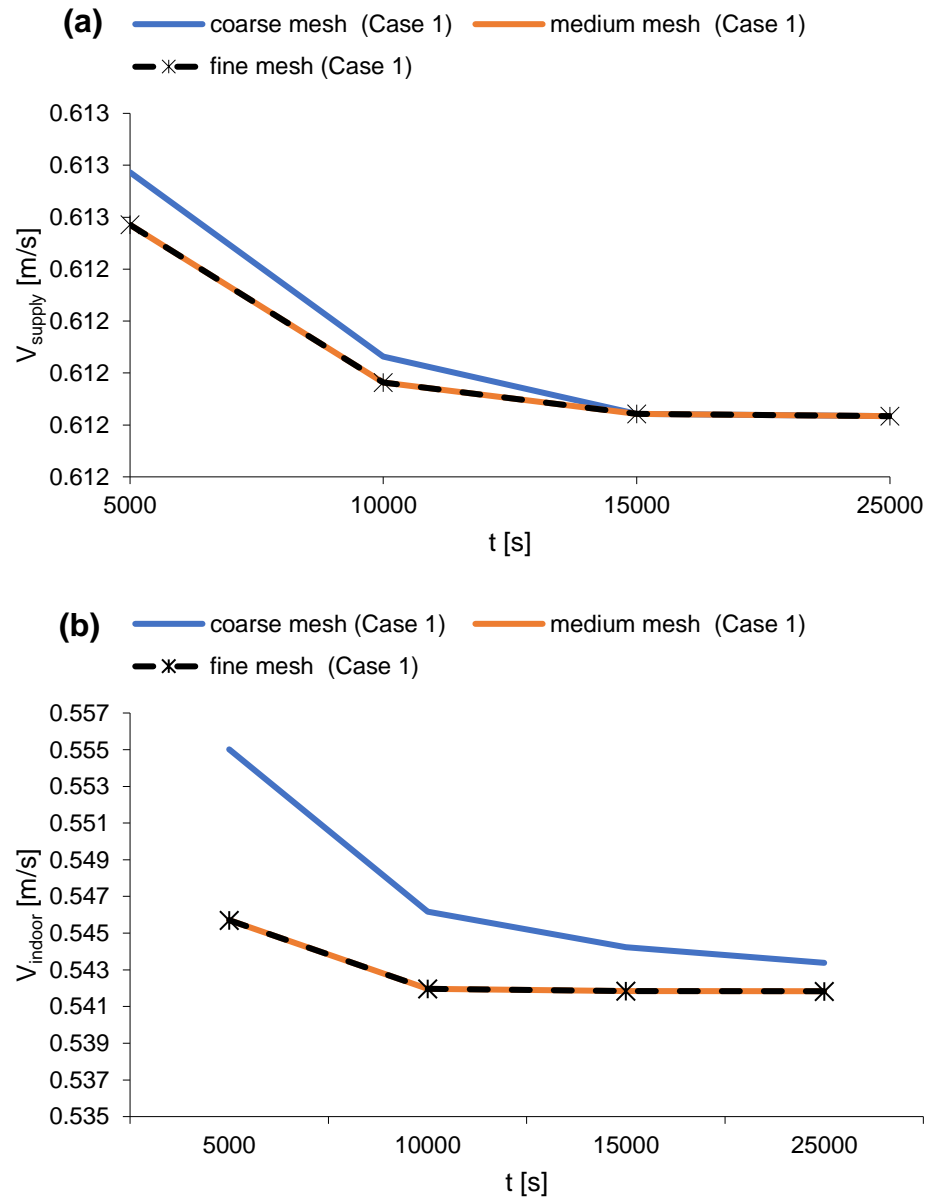 (a)
coarse mesh  (Case 1)
medium mesh  (Case 1)
fine mesh (Case 1)
0.613
0.613
0.613
0.612
0.612
0.612
0.612
0.612
Vsupply [m/s]
5000
10000
15000
25000
t [s]
(b)
coarse mesh (Case 1)
medium mesh  (Case 1)
fine mesh  (Case 1)
0.557
0.555
0.553
0.551
0.549
0.547
0.545
0.543
0.541
0.539
0.537
0.535
Vindoor [m/s]
5000
10000
15000
25000
t [s]